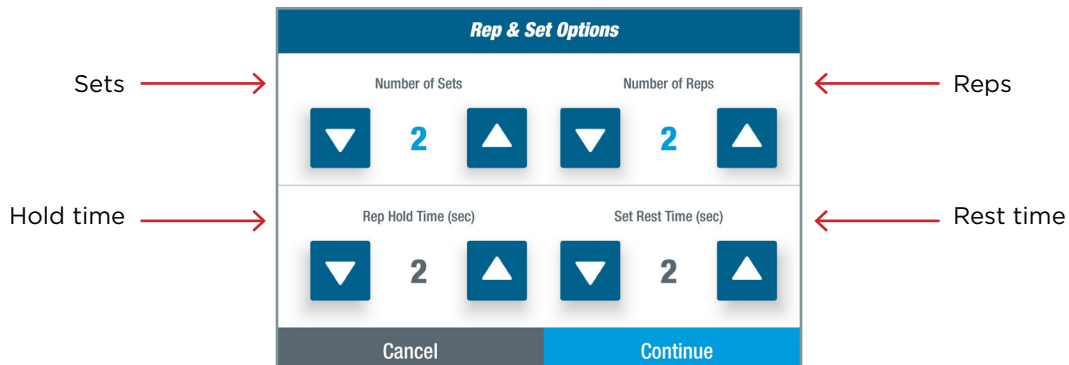 Rep & Set Options
Sets
Number of Sets
Number of Reps
Reps
2
2
Hold time
Rep Hold Time (sec)
Set Rest Time (sec)
Rest time
2
2
Cancel
Continue